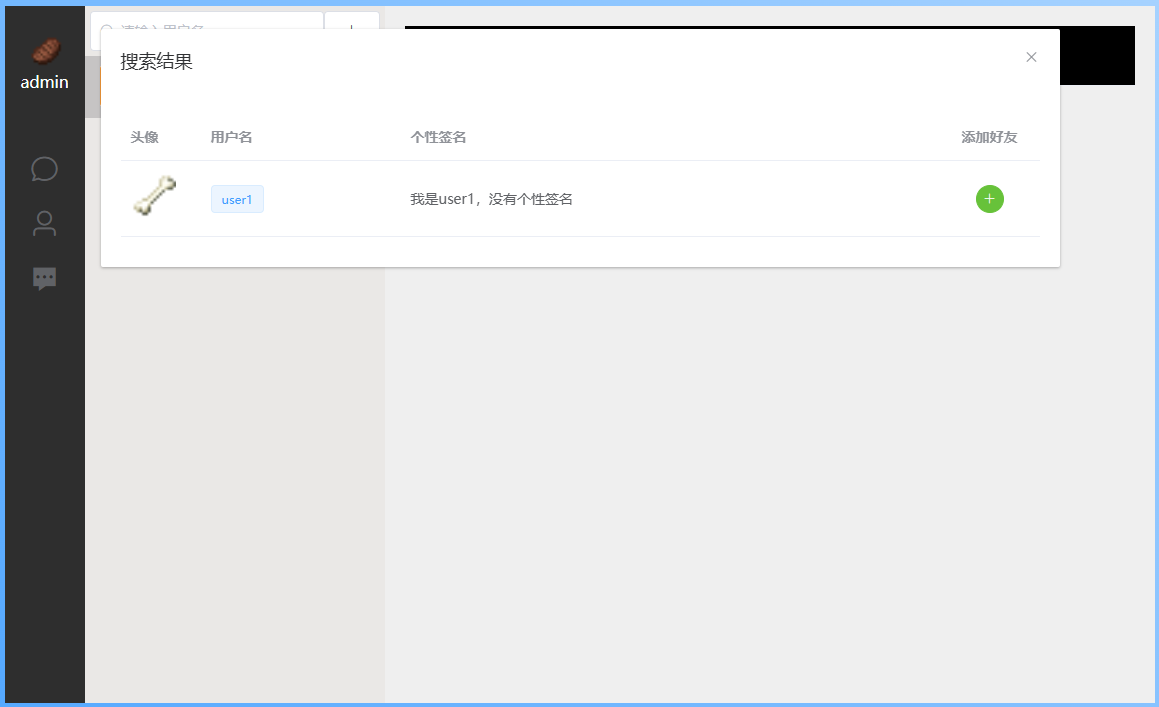 admin
搜索结果
头像 用户名 个性签名 添加好友
user1 我是user1，没有个性签名